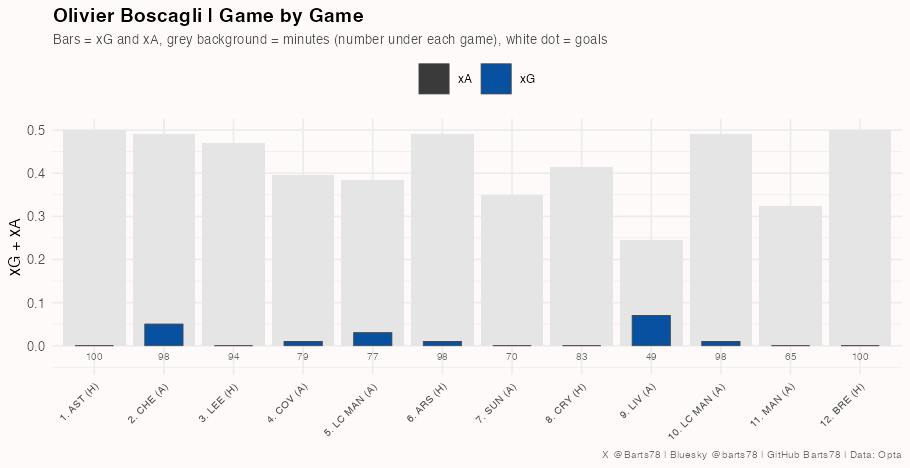 Olivier Boscagli | Game by Game
Bars = xG and xA, grey background = minutes (number under each game), white dot = goals
xA xG
xG + xA
0.5
0.4
0.3
0.2
0.1
0.0
100 98 94 79 77 98 70 83 49 98 65 100
1. AST (H) 2. CHE (A) 3. LEE (H) 4. COV (A) 5. LC MAN (A) 6. ARS (H) 7. SUN (A) 8. CRY (H) 9. LIV (A) 10. LC MAN (A) 11. MAN (A) 12. BRE (H)
X @Barts78 | Bluesky @barts78 | GitHub Barts78 | Data: Opta